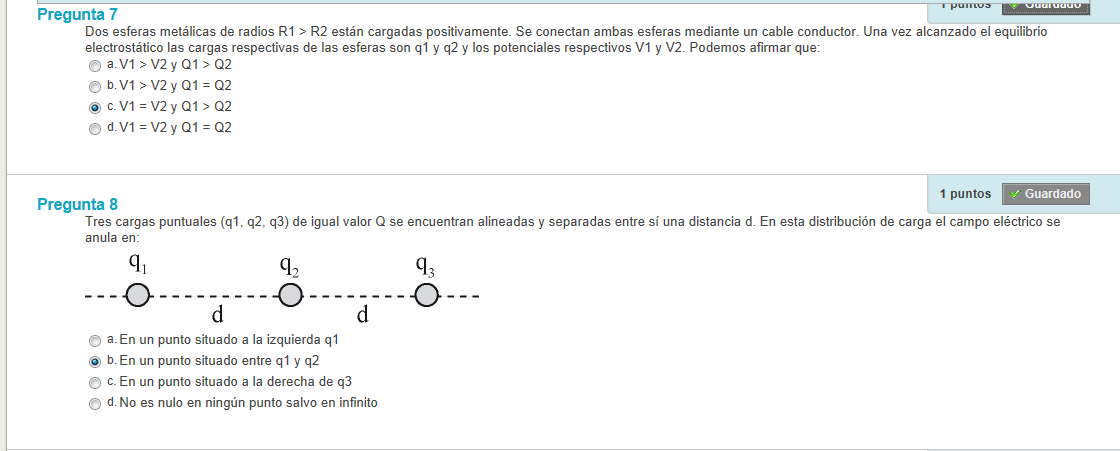 puntos Guardado
Pregunta 7
Dos esferas metálicas de radios R1 > R2 están cargadas positivamente. Se conectan ambas esferas mediante un cable conductor. Una vez alcanzado el equilibrio
electrostático las cargas respectivas de las esferas son q1 y q2 y los potenciales respectivos V1 y V2. Podemos afirmar que:
a. V1 > V2 y Q1 > Q2
b. V1 > V2 y Q1 = Q2
c. V1 = V2 y Q1 > Q2
d. V1 = V2 y Q1 = Q2
1 puntos Guardado
Pregunta 8
Tres cargas puntuales (q1, q2, q3) de igual valor Q se encuentran alineadas y separadas entre sí una distancia d. En esta distribución de carga el campo eléctrico se
anula en:
q1 q2 q3
d d
a. En un punto situado a la izquierda q1
b. En un punto situado entre q1 y q2
c. En un punto situado a la derecha de q3
d. No es nulo en ningún punto salvo en infinito